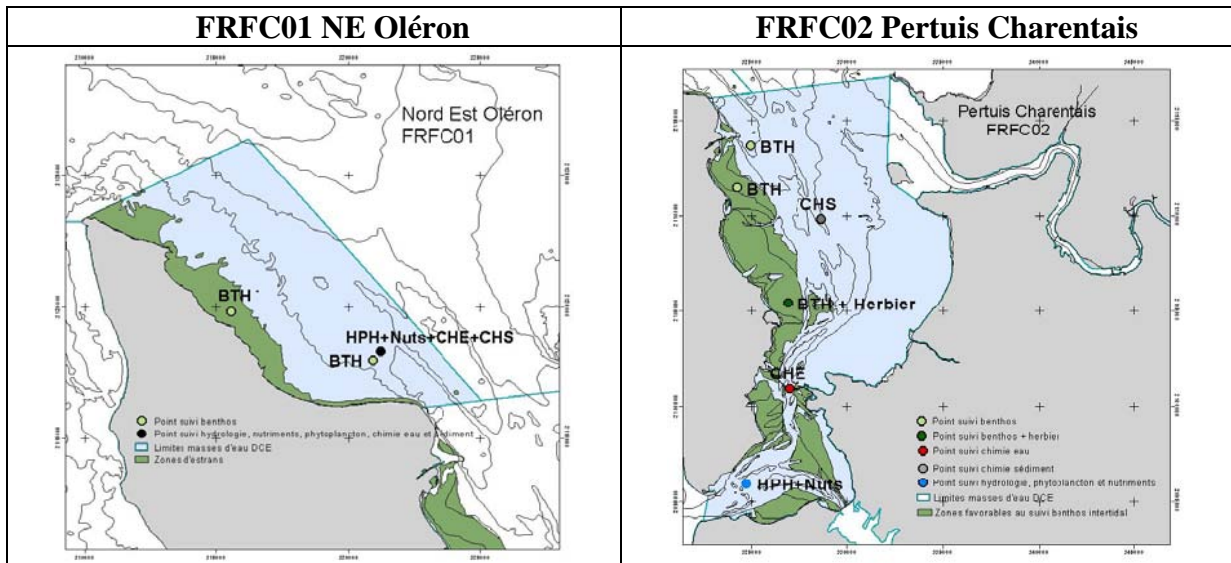 FRFC01 NE Oléron
FRFC02 Pertuis Charentais
Nord Est Oléron
FRFC01
BTH
HPH+Nuts+CHE+CHS
BTH
Point suivi benthos
Point suivi hydrologie, nutriments, phytoplancton, chimie eau et sédiment
Limites masses d'eau DCE
Zones d'estrans
Pertuis Charentais
FRFC02
BTH
BTH
CHS
BTH + Herbier
CHE
HPH+Nuts
Point suivi benthos
Point suivi benthos + herbier
Point suivi chimie eau
Point suivi chimie sédiment
Point suivi hydrologie, phytoplancton et nutriments
Limites masses d'eau DCE
Zones favorables au suivi benthos intertidal